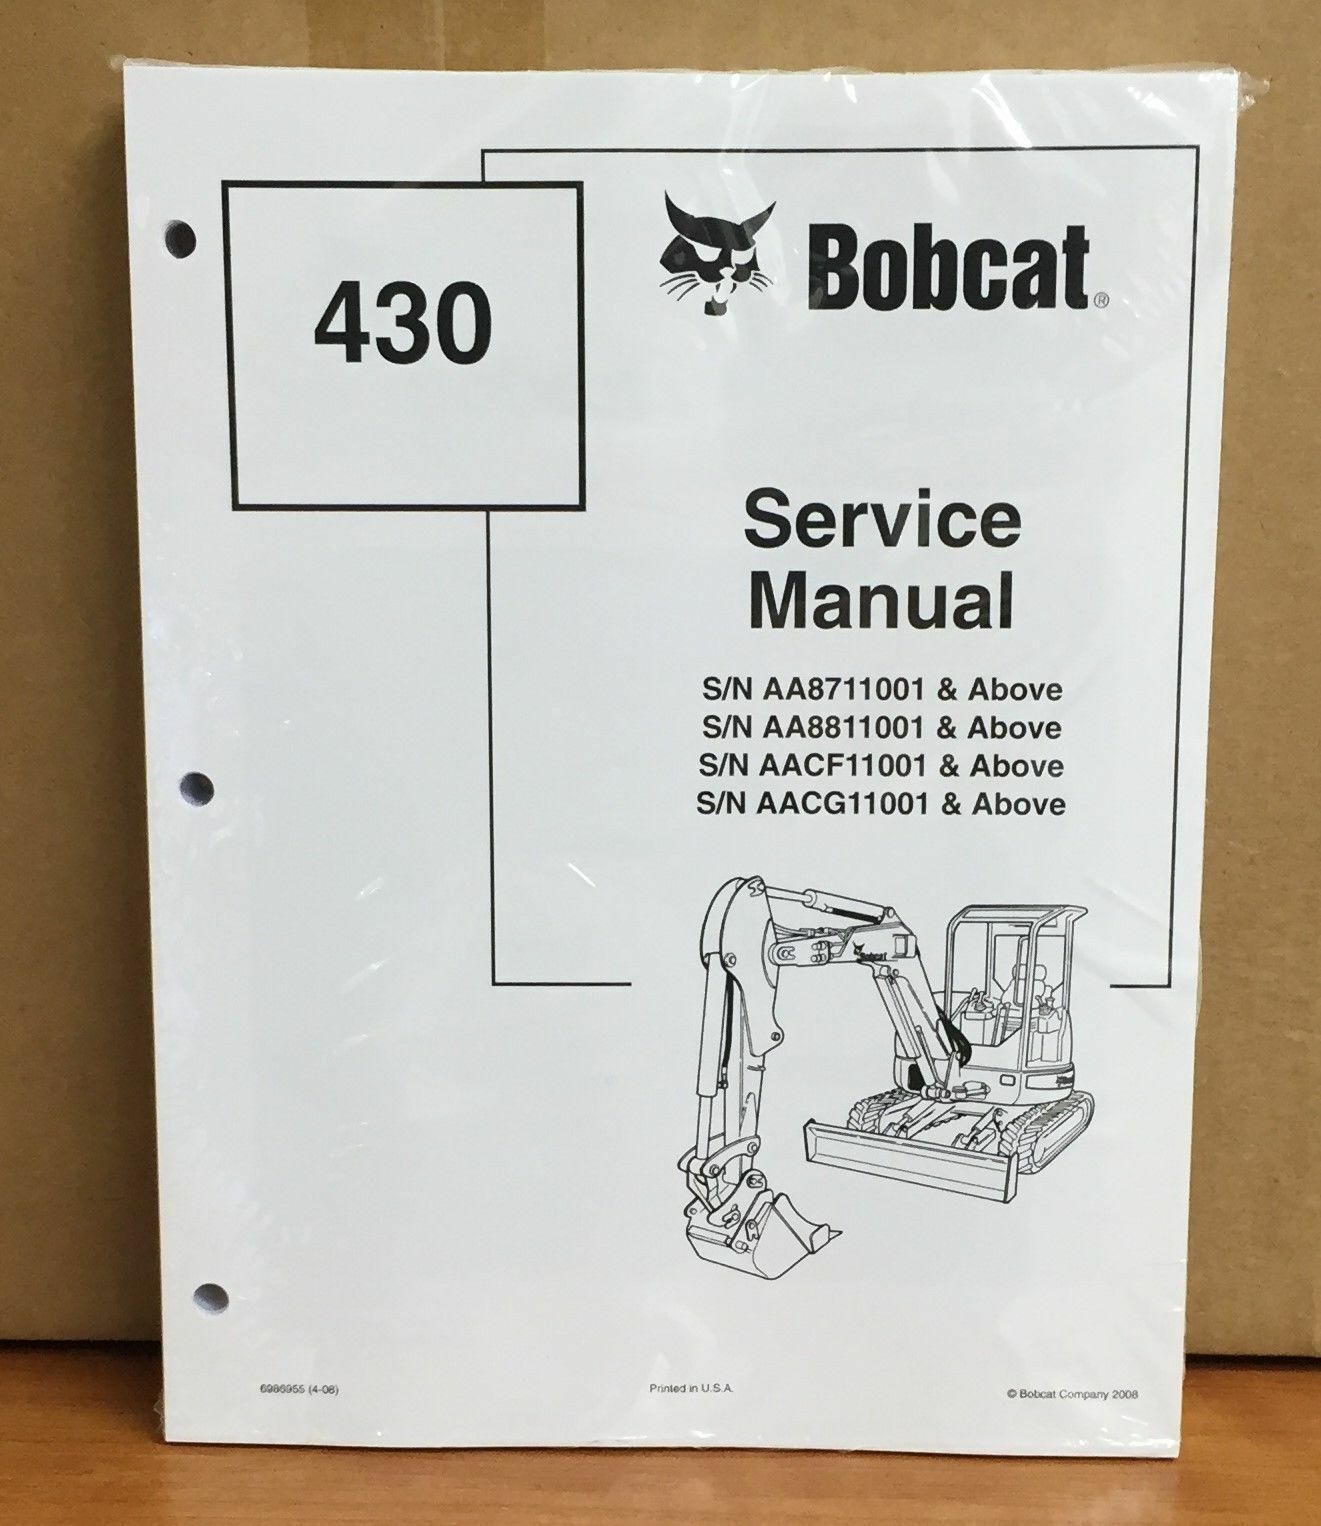 430
Bobcat®
Service
Manual
S/N AA8711001 & Above
S/N AA8811001 & Above
S/N AACF11001 & Above
S/N AACG11001 & Above
Bobcat
6986955 (4-08)
Printed in U.S.A.
© Bobcat Company 2008